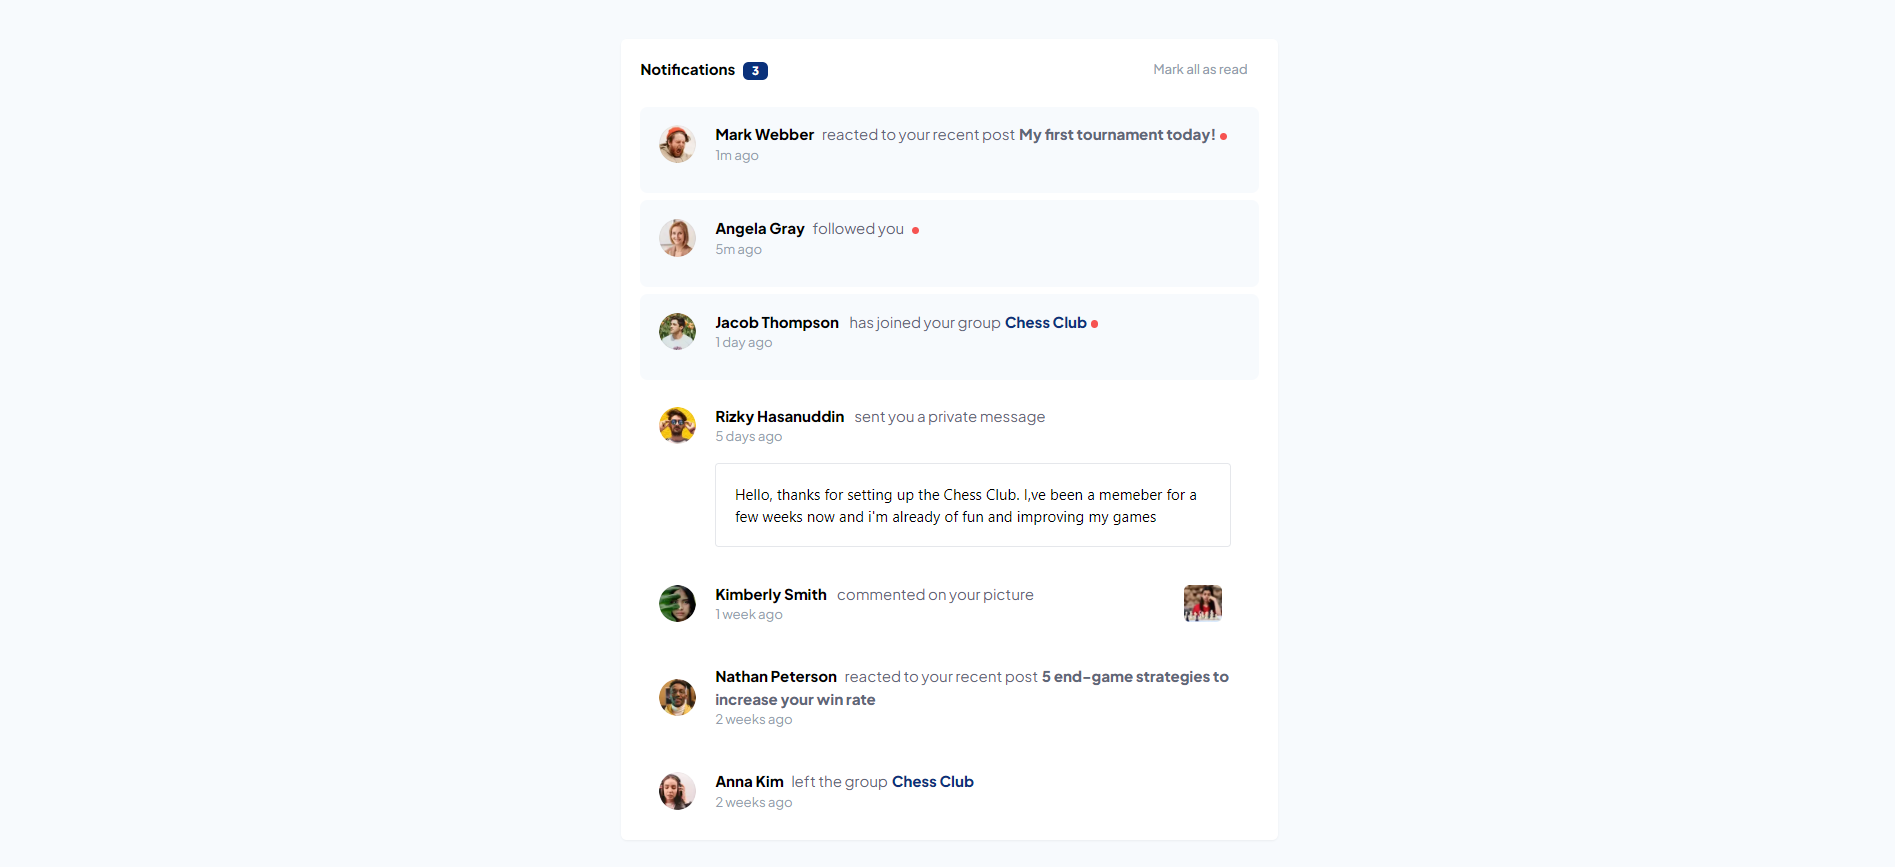 Notifications 3 Mark all as read
Mark Webber reacted to your recent post My first tournament today!
1m ago
Angela Gray followed you
5m ago
Jacob Thompson has joined your group Chess Club
1 day ago
Rizky Hasanuddin sent you a private message
5 days ago
Hello, thanks for setting up the Chess Club. I,ve been a memeber for a
few weeks now and i'm already of fun and improving my games
Kimberly Smith commented on your picture
1 week ago
Nathan Peterson reacted to your recent post 5 end-game strategies to
increase your win rate
2 weeks ago
Anna Kim left the group Chess Club
2 weeks ago